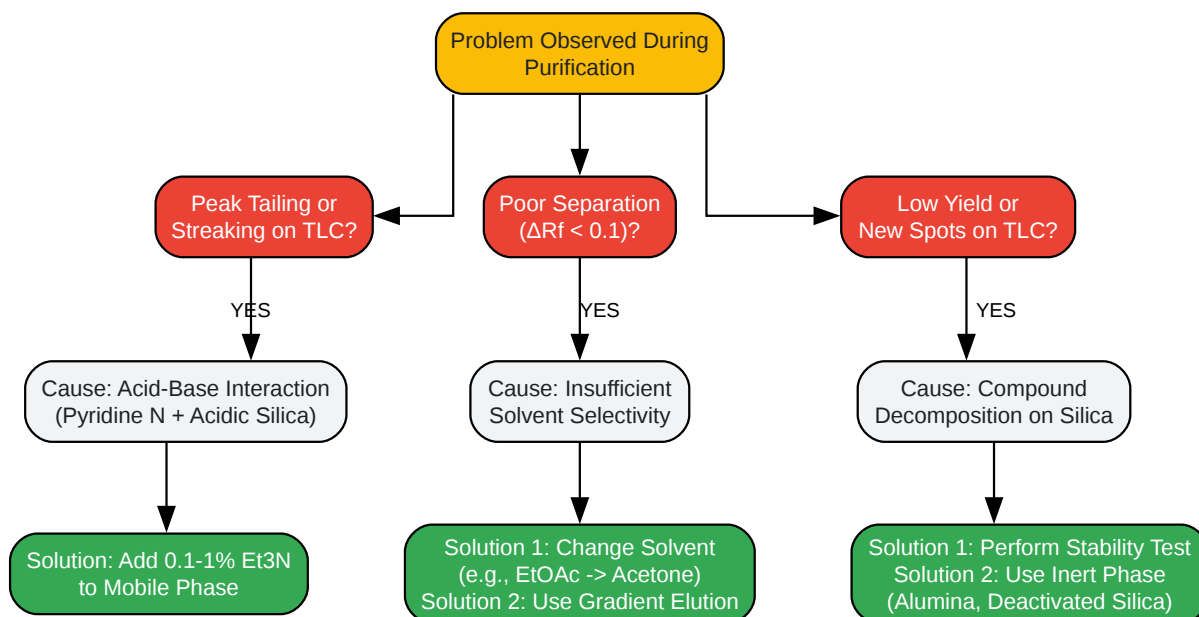 Problem Observed During
Purification
Peak Tailing or
Streaking on TLC?
Poor Separation
(ΔRf < 0.1)?
Low Yield or
New Spots on TLC?
YES
YES
YES
Cause: Acid-Base Interaction
(Pyridine N + Acidic Silica)
Cause: Insufficient
Solvent Selectivity
Cause: Compound
Decomposition on Silica
Solution: Add 0.1-1% Et3N
to Mobile Phase
Solution 1: Change Solvent
(e.g., EtOAc -> Acetone)
Solution 2: Use Gradient Elution
Solution 1: Perform Stability Test
Solution 2: Use Inert Phase
(Alumina, Deactivated Silica)